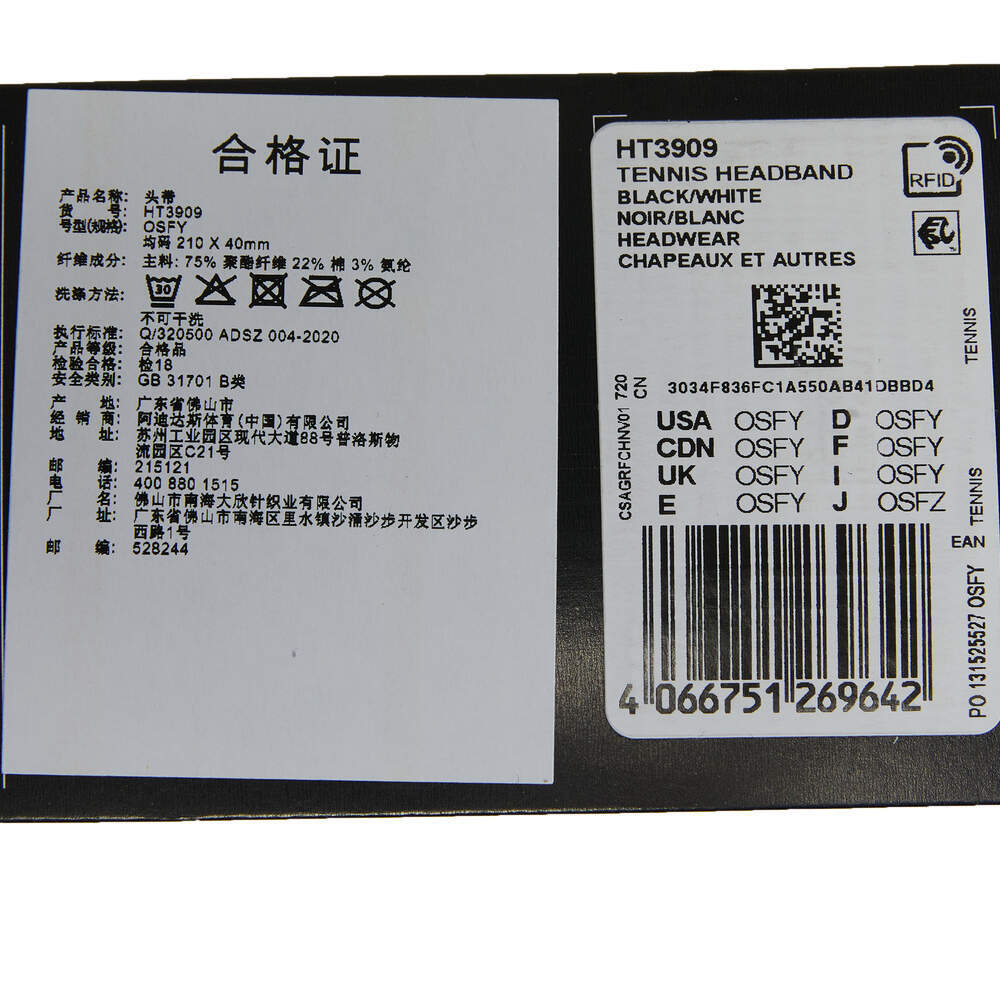 合格证
产品名称: 头带
货 号: HT3909
号型(规格): OSFY
均码 210 X 40mm
纤维成分: 主料: 75% 聚酯纤维 22% 棉 3% 氨纶
洗涤方法:
30
不可干洗
执行标准: Q/320500 ADSZ 004-2020
产品等级: 合格品
检验合格: 检18
安全类别: GB 31701 B类
产 地: 广东省佛山市
经 销 商: 阿迪达斯体育(中国)有限公司
地 址: 苏州工业园区现代大道88号普洛斯物
流园区C21号
邮 编: 215121
电 话: 400 880 1515
厂 名: 佛山市南海大欣针织业有限公司
厂 址: 广东省佛山市南海区里水镇沙涌沙步开发区沙步
西路1号
邮 编: 528244
HT3909
TENNIS HEADBAND
BLACK/WHITE
NOIR/BLANC
HEADWEAR
CHAPEAUX ET AUTRES
RFID
3034F836FC1A550AB41DBBD4
USA OSFY D OSFY
CDN OSFY F OSFY
UK OSFY I OSFY
E OSFY J OSFZ
CSAGRFCHNV01 720
CN
TENNIS
TENNIS
EAN
PO 131525527 OSFY
4 066751 269642